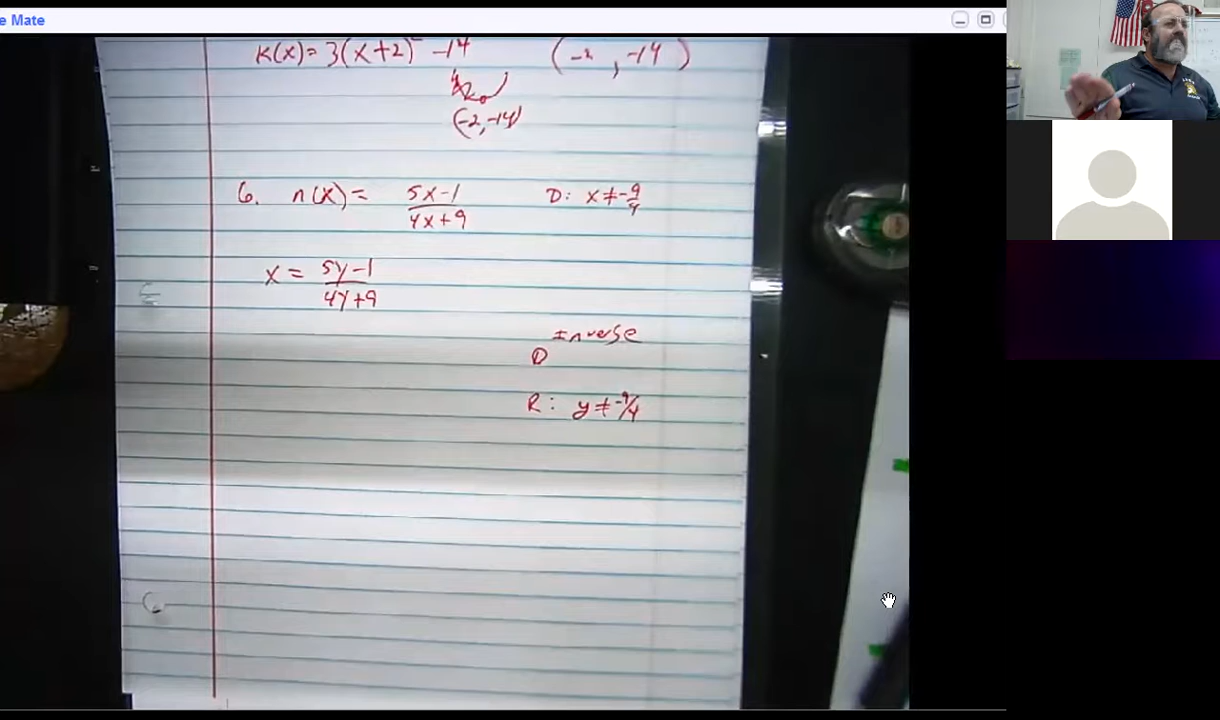 e Mate
K(x) = 3(x+2)² -14 (-2, -14)
(-2, -14)
6. n(x) = 5x-1 / 4x+9 D: x ≠ -9/4
x = 5y-1 / 4y+9
Inverse
D
R: y ≠ -9/4